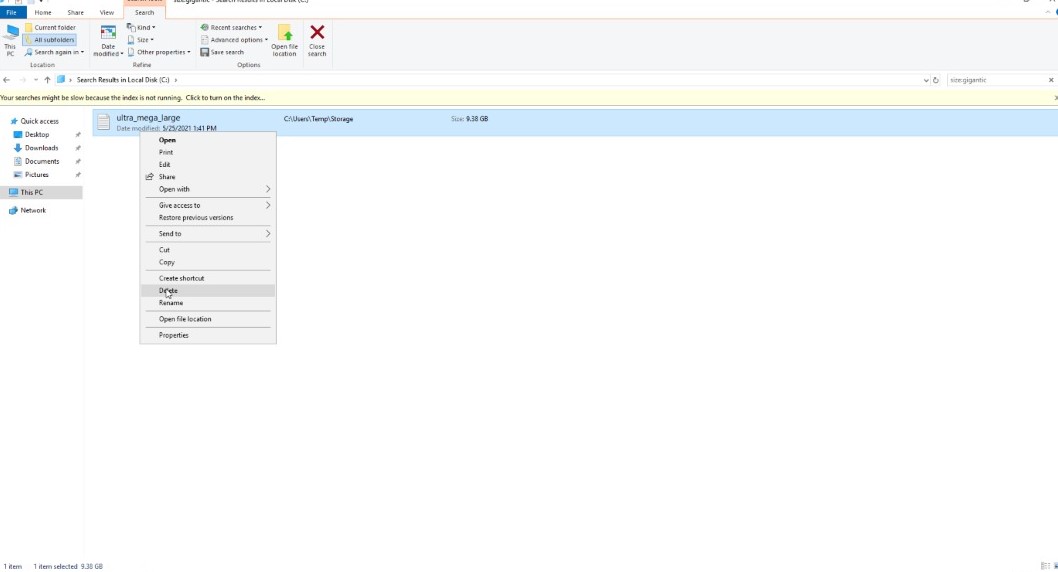 size:gigantic - Search Results in Local Disk (C:)
File Home Share View Search
Current folder
All subfolders
Search again in
This PC
Location
Date modified
Kind
Size
Other properties
Refine
Recent searches
Advanced options
Save search
Open file location
Close search
Options
Search Results in Local Disk (C:)
size:gigantic
Your searches might be slow because the index is not running. Click to turn on the index...
Quick access
Desktop
Downloads
Documents
Pictures
This PC
Network
ultra_mega_large
Date modified: 5/25/2021 1:41 PM
C:\Users\Temp\Storage
Size: 9.38 GB
Open
Print
Edit
Share
Open with
Give access to
Restore previous versions
Send to
Cut
Copy
Create shortcut
Delete
Rename
Open file location
Properties
1 item 1 item selected 9.38 GB